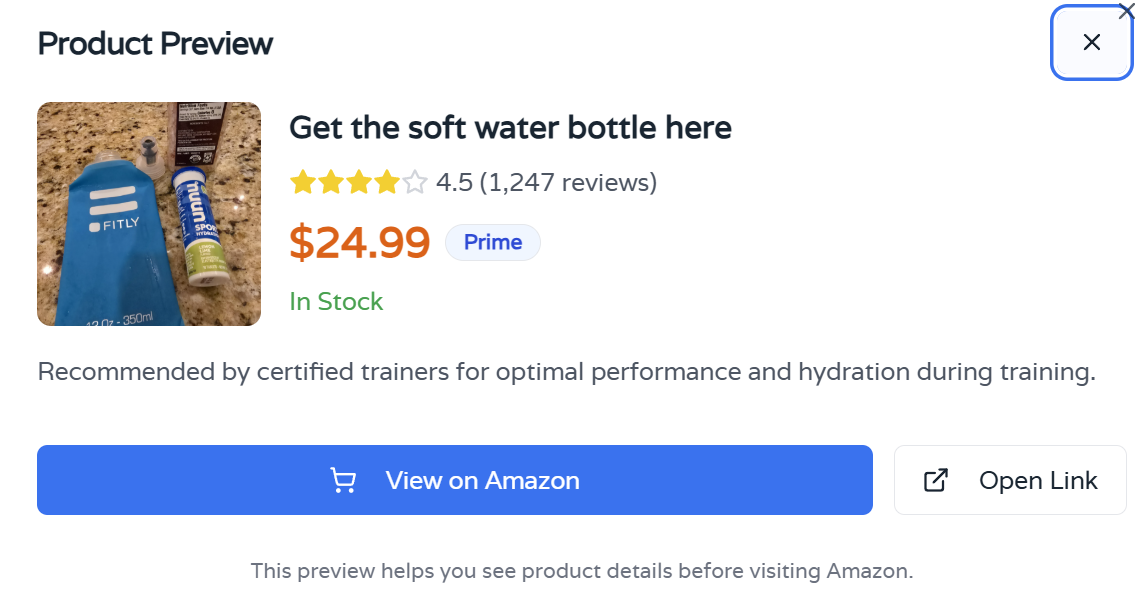 Product Preview
Get the soft water bottle here
4.5 (1,247 reviews)
$24.99 Prime
In Stock
FITLY
nuun
SPORT
HYDRATION
12 Oz - 350ml
Recommended by certified trainers for optimal performance and hydration during training.
View on Amazon
Open Link
This preview helps you see product details before visiting Amazon.